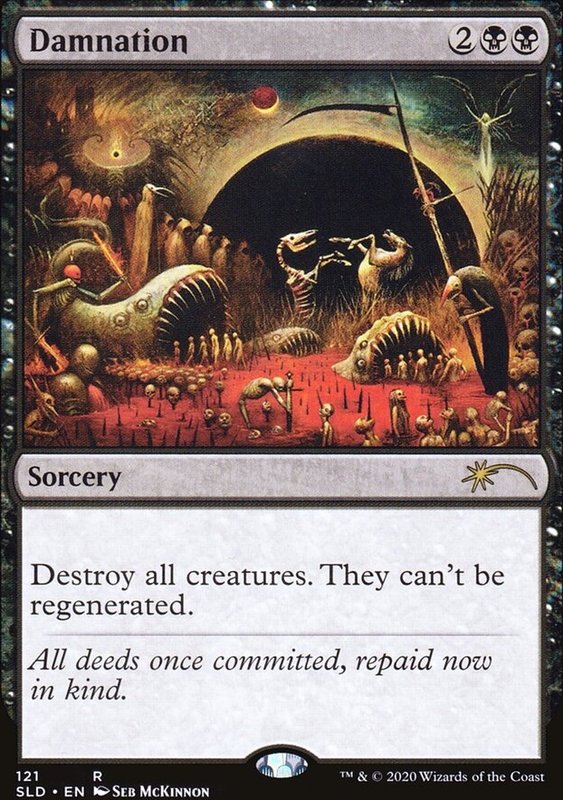 Damnation 2
Sorcery
Destroy all creatures. They can't be
regenerated.
All deeds once committed, repaid now
in kind.
121 R
SLD • EN Seb McKinnon
™ & © 2020 Wizards of the Coast